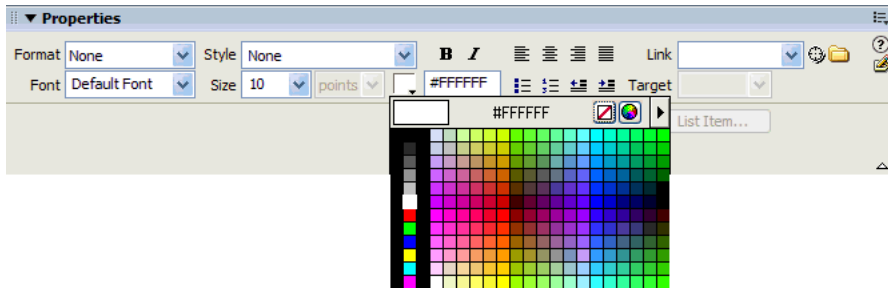 Properties
Format None Style None B I Link
Font Default Font Size 10 points #FFFFFF Target
#FFFFFF
List Item...